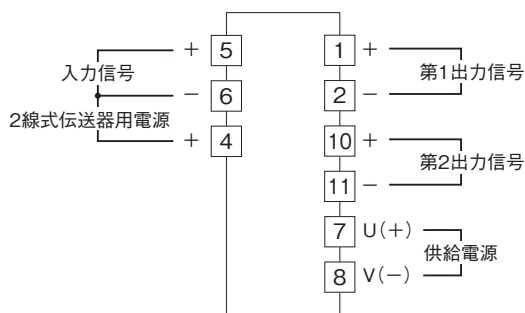 + 5
入力信号
− 6
2線式伝送器用電源
+ 4
1 +
第1出力信号
2 −
10 +
第2出力信号
11 −
7 U(+)
供給電源
8 V(−)